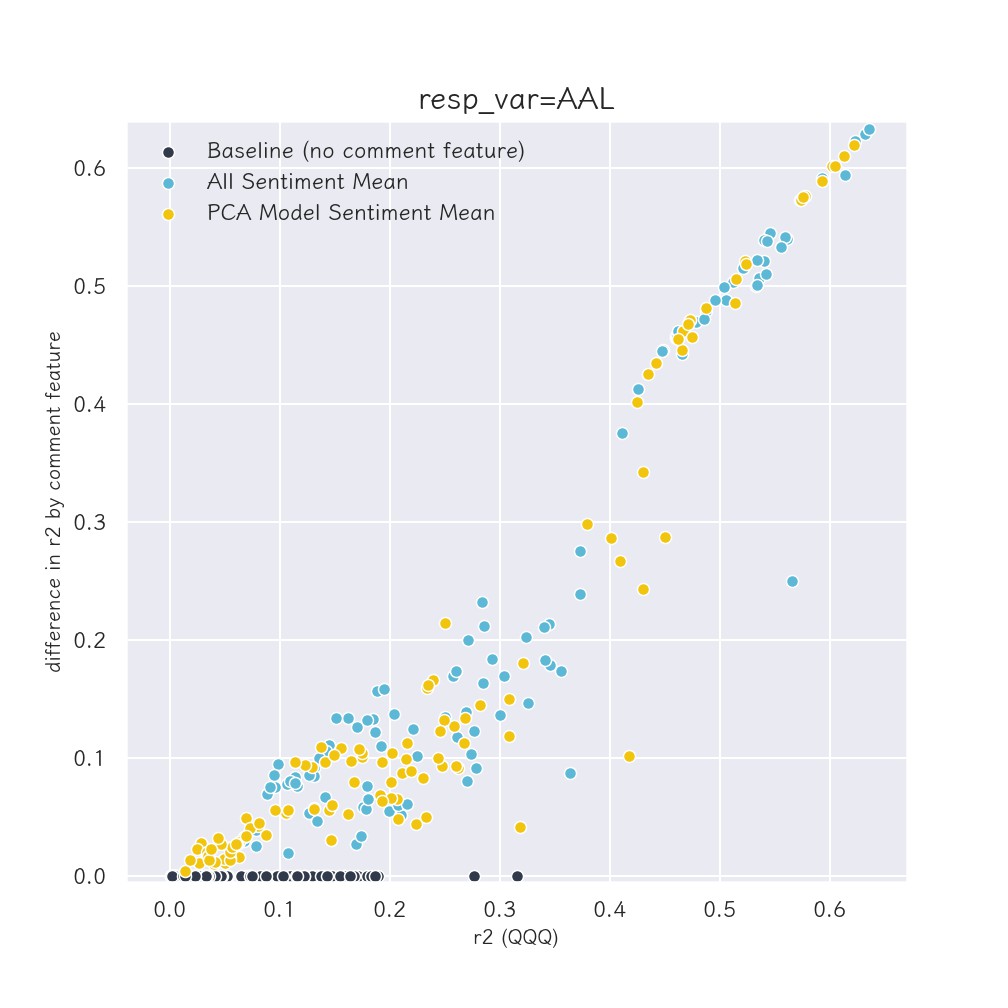 resp_var=AAL
Baseline (no comment feature)
All Sentiment Mean
PCA Model Sentiment Mean
difference in r2 by comment feature
0.6
0.5
0.4
0.3
0.2
0.1
0.0
0.0 0.1 0.2 0.3 0.4 0.5 0.6
r2 (QQQ)